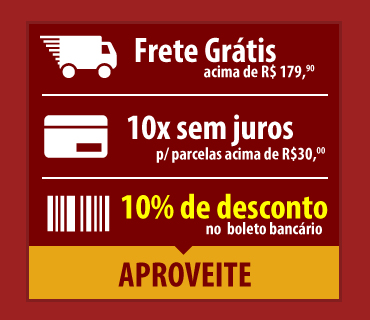 Frete Grátis
acima de R$ 179,90
10x sem juros
p/ parcelas acima de R$30,00
10% de desconto
no boleto bancário
APROVEITE